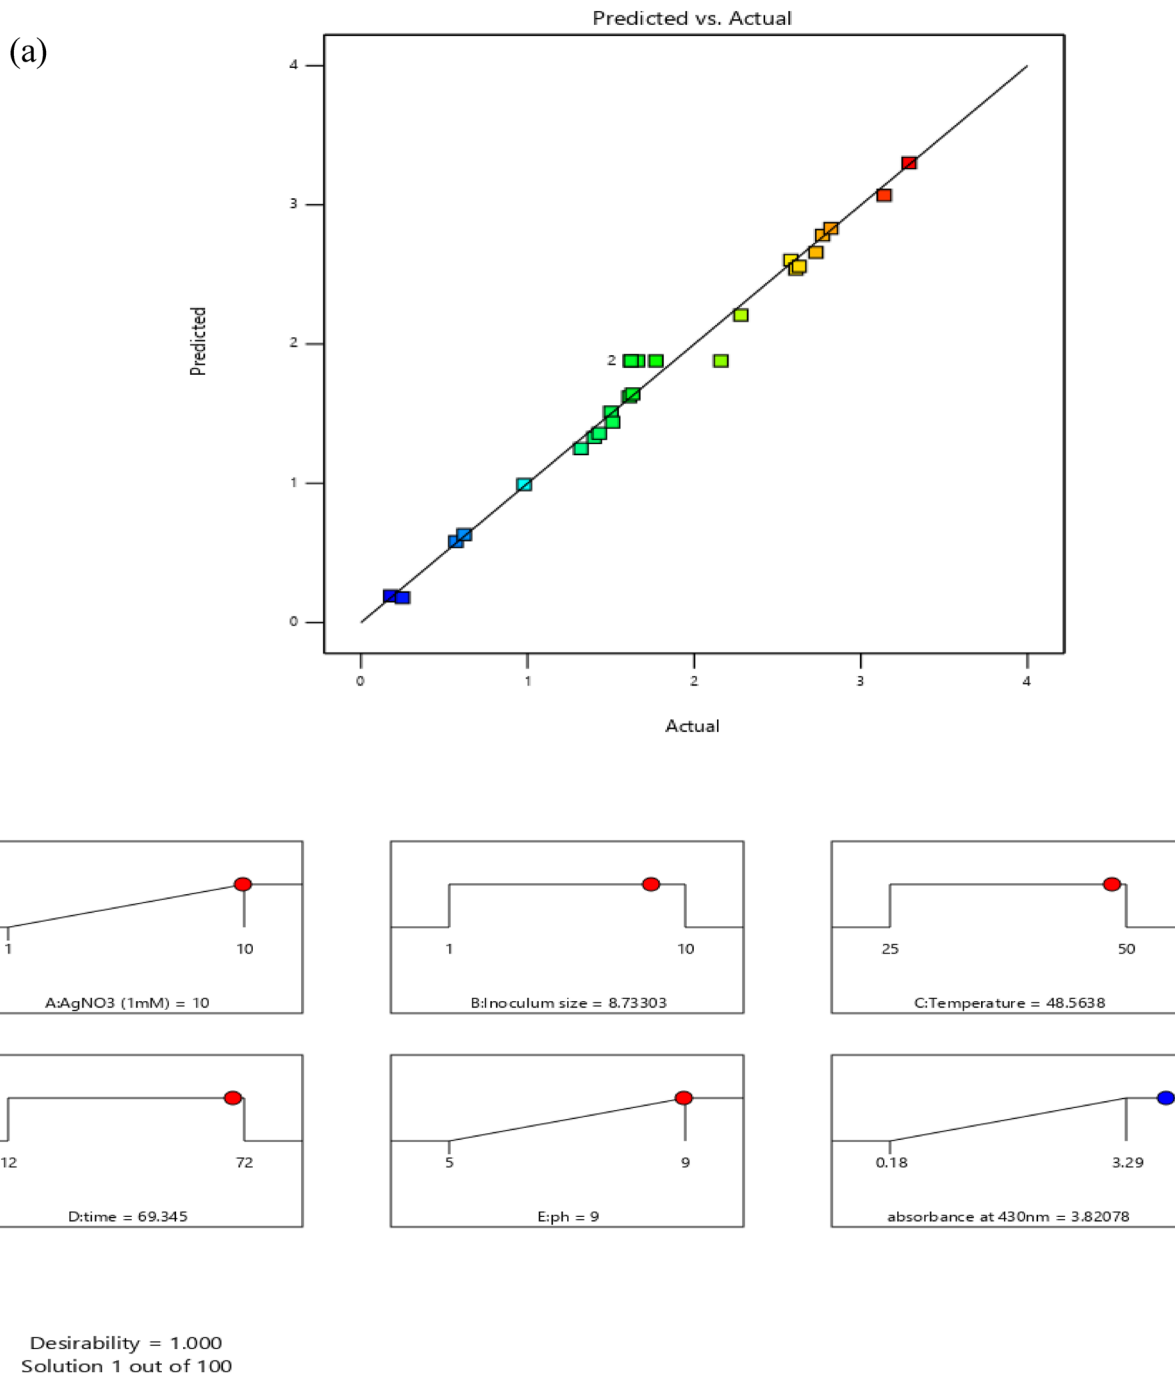 (a)
Predicted vs. Actual
4
3
2
1
0
2
Predicted
0 1 2 3 4
Actual
1 10
A:AgNO3 (1mM) = 10
1 10
B:Inoculum size = 8.73303
25 50
C:Temperature = 48.5638
12 72
D:time = 69.345
5 9
E:ph = 9
0.18 3.29
absorbance at 430nm = 3.82078
Desirability = 1.000
Solution 1 out of 100